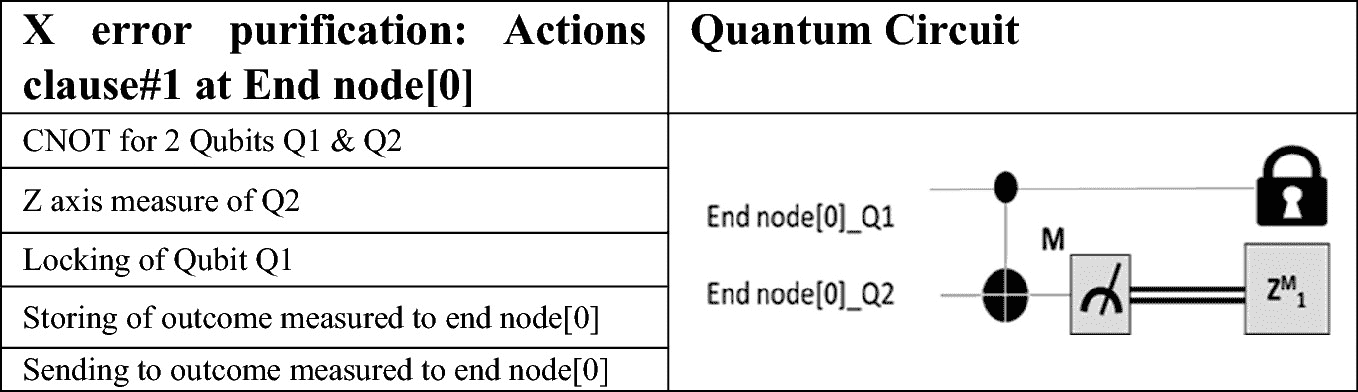 X error purification: Actions
clause#1 at End node[0]
Quantum Circuit
CNOT for 2 Qubits Q1 & Q2
Z axis measure of Q2
Locking of Qubit Q1
Storing of outcome measured to end node[0]
Sending to outcome measured to end node[0]
End node[0]_Q1
M
End node[0]_Q2
Zᴹ₁